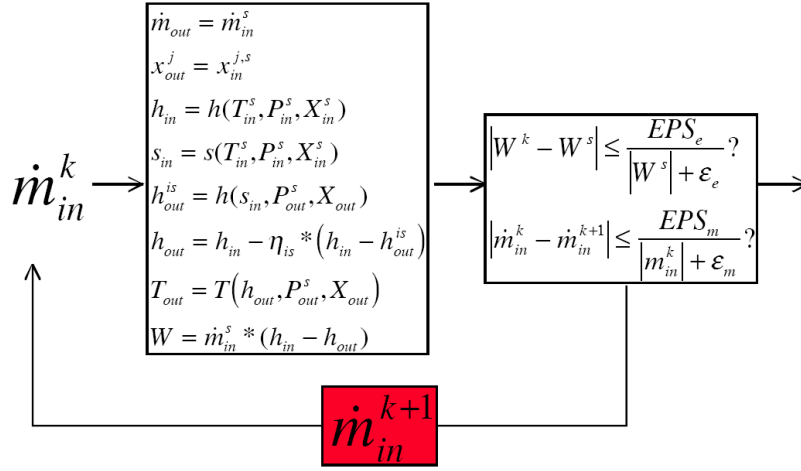 ṁ_in^k
ṁ_out = ṁ_in^s
x_out^j = x_in^{j,s}
h_in = h(T_in^s, P_in^s, X_in^s)
s_in = s(T_in^s, P_in^s, X_in^s)
h_out^is = h(s_in, P_out^s, X_out)
h_out = h_in − η_is * (h_in − h_out^is)
T_out = T(h_out, P_out^s, X_out)
W = ṁ_in^s * (h_in − h_out)
|W^k − W^s| ≤ EPS_e / (|W^s| + ε_e) ?
|ṁ_in^k − ṁ_in^{k+1}| ≤ EPS_m / (|m_in^k| + ε_m) ?
ṁ_in^{k+1}